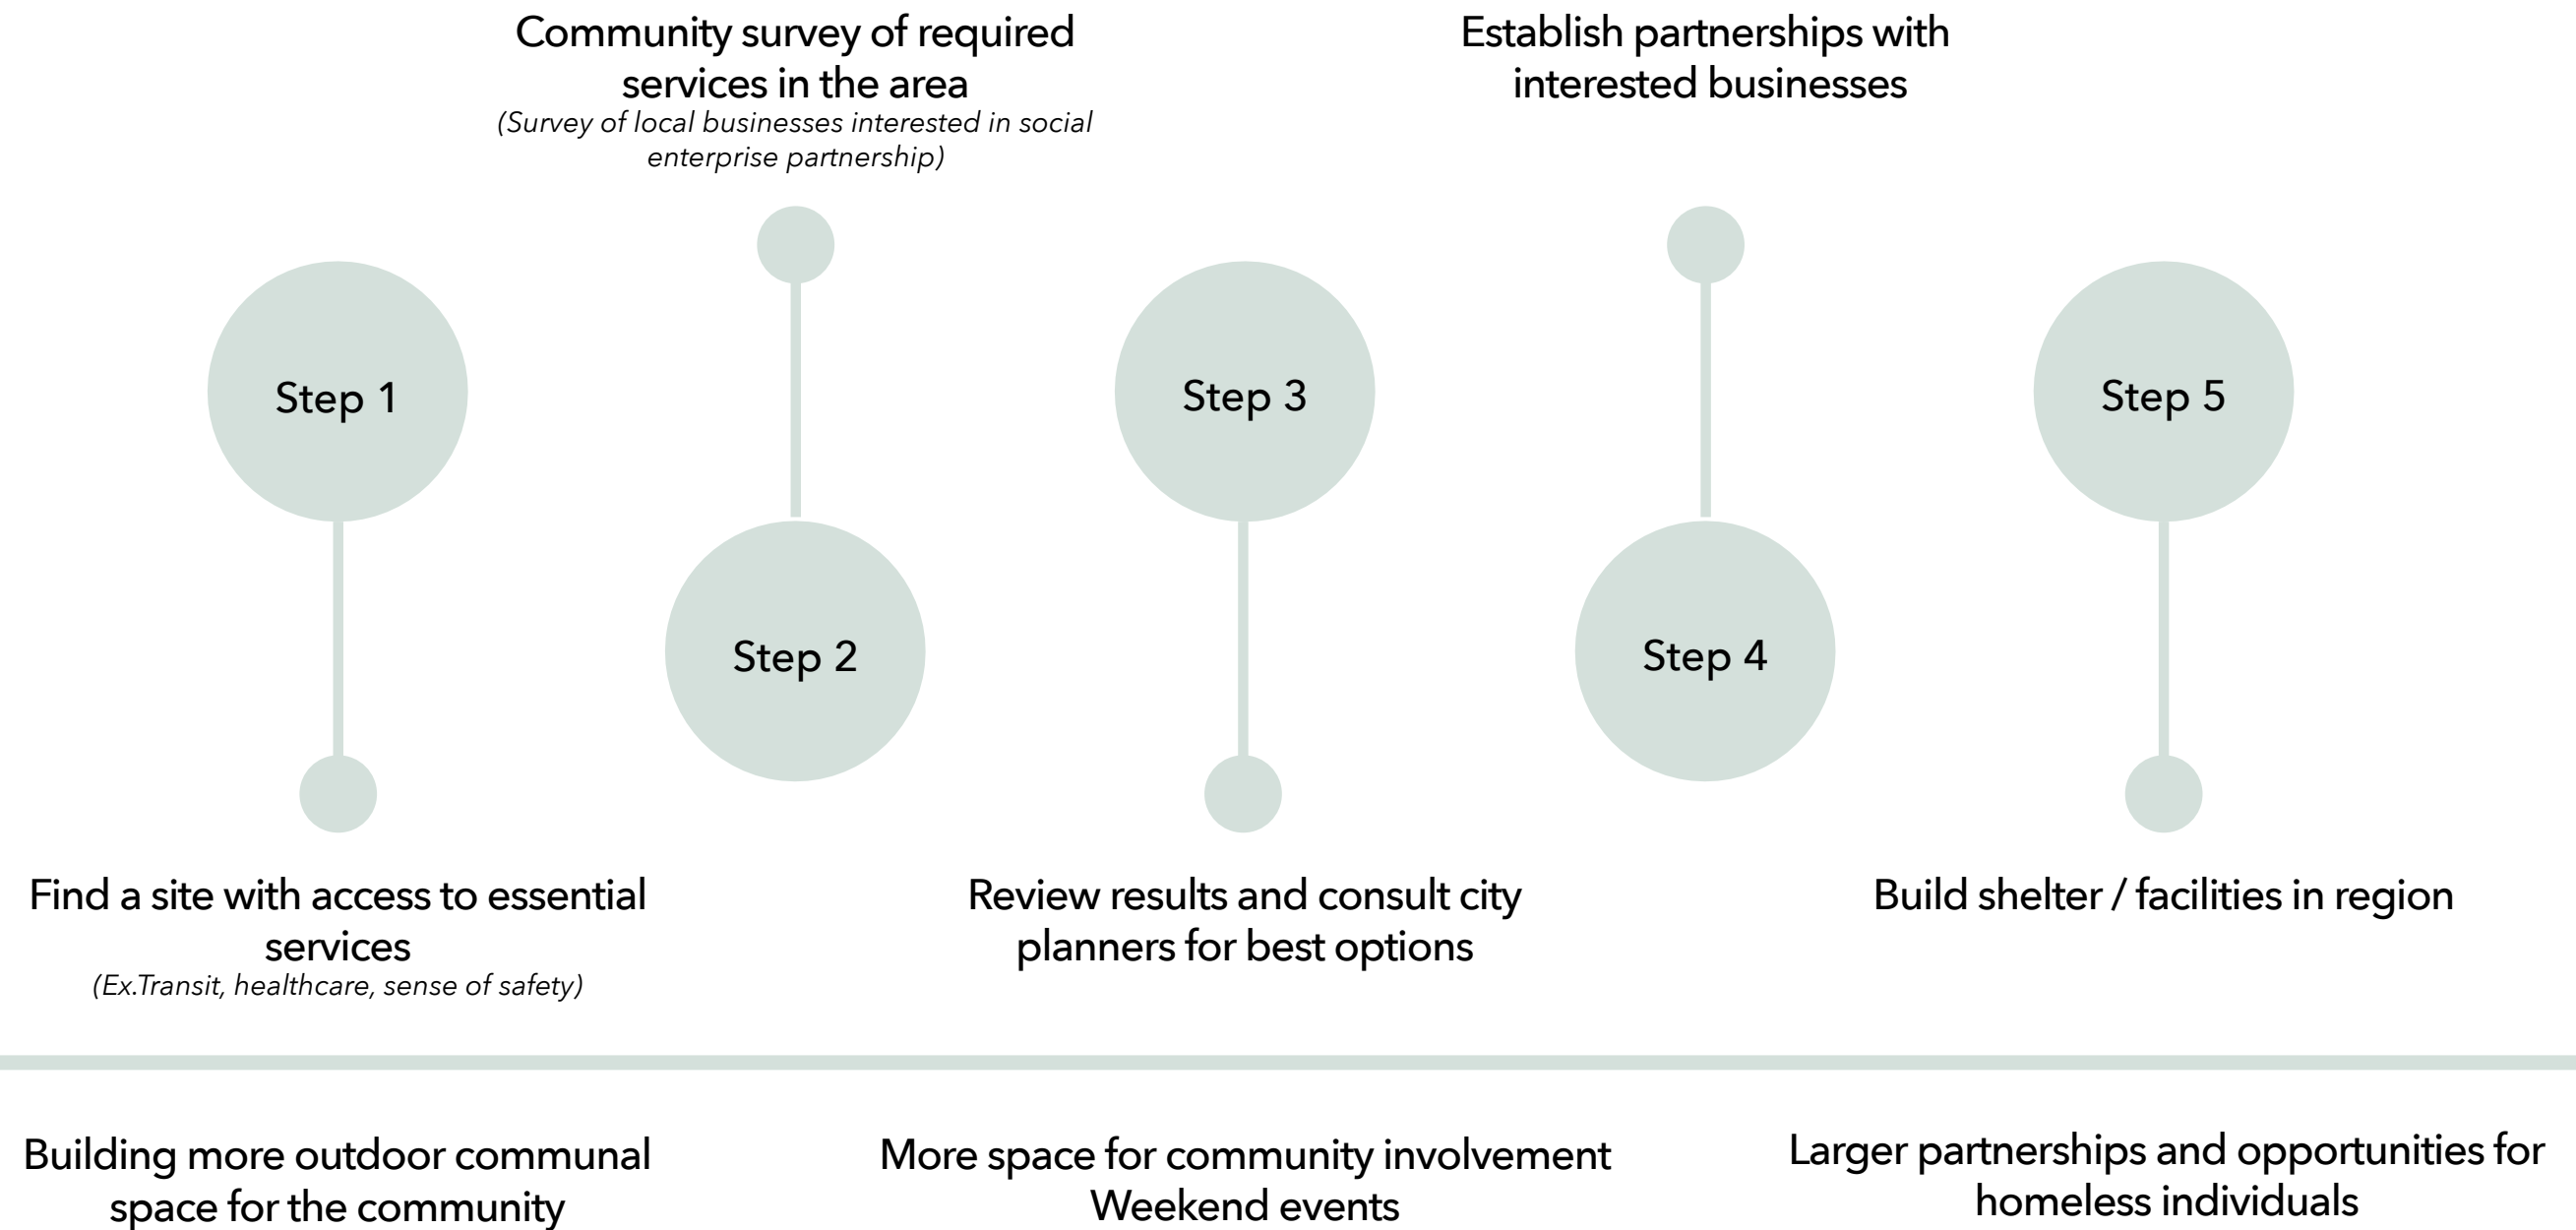 Community survey of required
services in the area
(Survey of local businesses interested in social
enterprise partnership)
Establish partnerships with
interested businesses
Step 1
Step 2
Step 3
Step 4
Step 5
Find a site with access to essential
services
(Ex.Transit, healthcare, sense of safety)
Review results and consult city
planners for best options
Build shelter / facilities in region
Building more outdoor communal
space for the community
More space for community involvement
Weekend events
Larger partnerships and opportunities for
homeless individuals